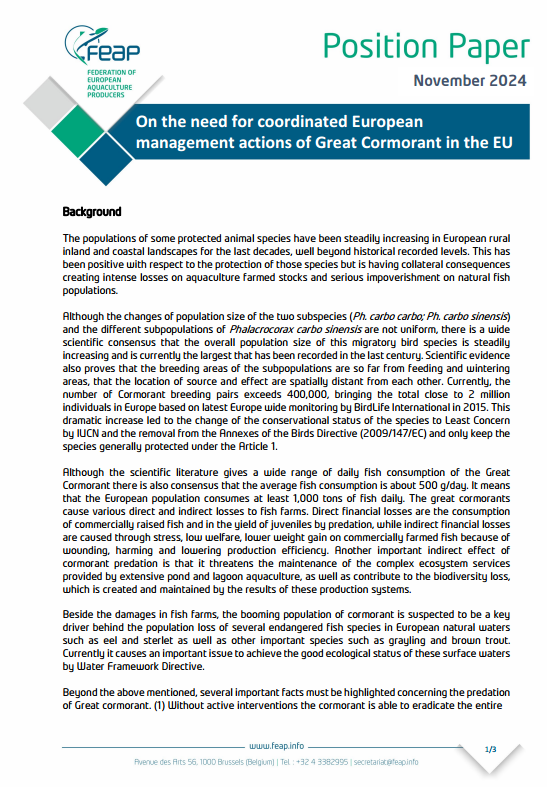 FEAP
FEDERATION OF
EUROPEAN
AQUACULTURE
PRODUCERS
Position Paper
November 2024
On the need for coordinated European
management actions of Great Cormorant in the EU
Background
The populations of some protected animal species have been steadily increasing in European rural
inland and coastal landscapes for the last decades, well beyond historical recorded levels. This has
been positive with respect to the protection of those species but is having collateral consequences
creating intense losses on aquaculture farmed stocks and serious impoverishment on natural fish
populations.
Although the changes of population size of the two subspecies (Ph. carbo carbo; Ph. carbo sinensis)
and the different subpopulations of Phalacrocorax carbo sinensis are not uniform, there is a wide
scientific consensus that the overall population size of this migratory bird species is steadily
increasing and is currently the largest that has been recorded in the last century. Scientific evidence
also proves that the breeding areas of the subpopulations are so far from feeding and wintering
areas, that the location of source and effect are spatially distant from each other. Currently, the
number of Cormorant breeding pairs exceeds 400,000, bringing the total close to 2 million
individuals in Europe based on latest Europe wide monitoring by BirdLife International in 2015. This
dramatic increase led to the change of the conservational status of the species to Least Concern
by IUCN and the removal from the Annexes of the Birds Directive (2009/147/EC) and only keep the
species generally protected under the Article 1.
Although the scientific literature gives a wide range of daily fish consumption of the Great
Cormorant there is also consensus that the average fish consumption is about 500 g/day. It means
that the European population consumes at least 1,000 tons of fish daily. The great cormorants
cause various direct and indirect losses to fish farms. Direct financial losses are the consumption
of commercially raised fish and in the yield of juveniles by predation, while indirect financial losses
are caused through stress, low welfare, lower weight gain on commercially farmed fish because of
wounding, harming and lowering production efficiency. Another important indirect effect of
cormorant predation is that it threatens the maintenance of the complex ecosystem services
provided by extensive pond and lagoon aquaculture, as well as contribute to the biodiversity loss,
which is created and maintained by the results of these production systems.
Beside the damages in fish farms, the booming population of cormorant is suspected to be a key
driver behind the population loss of several endangered fish species in European natural waters
such as eel and sterlet as well as other important species such as grayling and brown trout.
Currently it causes an important issue to achieve the good ecological status of these surface waters
by Water Framework Directive.
Beyond the above mentioned, several important facts must be highlighted concerning the predation
of Great cormorant. (1) Without active interventions the cormorant is able to eradicate the entire
www.feap.info
1/3
Avenue des Arts 56, 1000 Brussels (Belgium) | Tel. : +32 4 3382995 | secretariat@feap.info